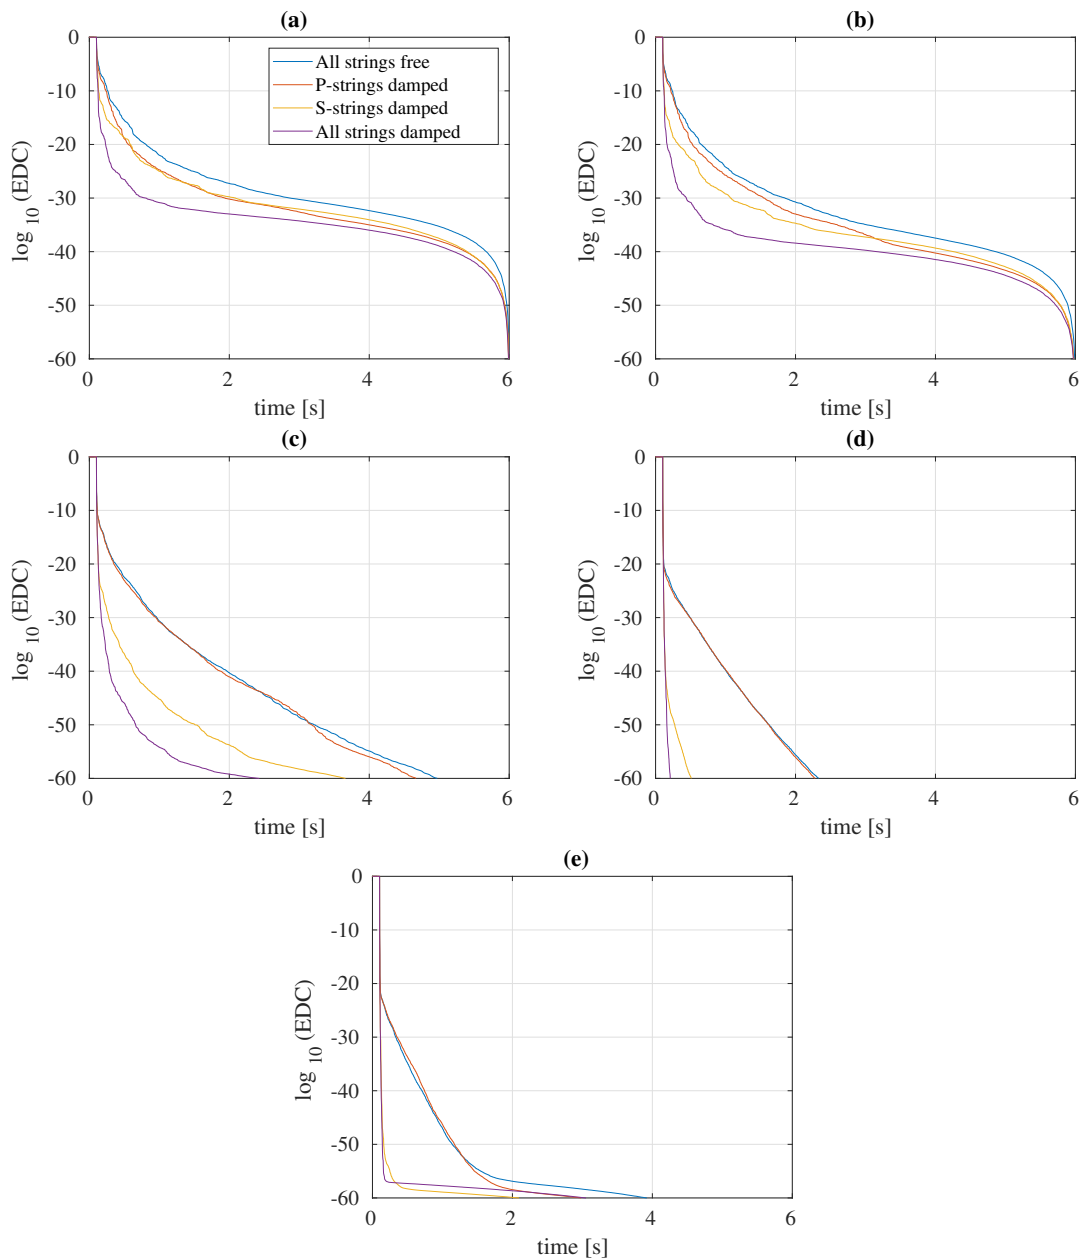 (a)
0
-10
-20
-30
-40
-50
-60
log 10 (EDC)
0 2 4 6
time [s]
All strings free
P-strings damped
S-strings damped
All strings damped
(b)
0
-10
-20
-30
-40
-50
-60
log 10 (EDC)
0 2 4 6
time [s]
(c)
0
-10
-20
-30
-40
-50
-60
log 10 (EDC)
0 2 4 6
time [s]
(d)
0
-10
-20
-30
-40
-50
-60
log 10 (EDC)
0 2 4 6
time [s]
(e)
0
-10
-20
-30
-40
-50
-60
log 10 (EDC)
0 2 4 6
time [s]